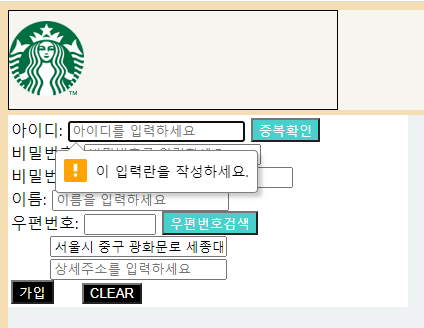 아이디: 아이디를 입력하세요 중복확인
비밀번
이 입력란을 작성하세요.
비밀번
이름: 이름을 입력하세요
우편번호: 우편번호검색
서울시 중구 광화문로 세종대
상세주소를 입력하세요
가입 CLEAR